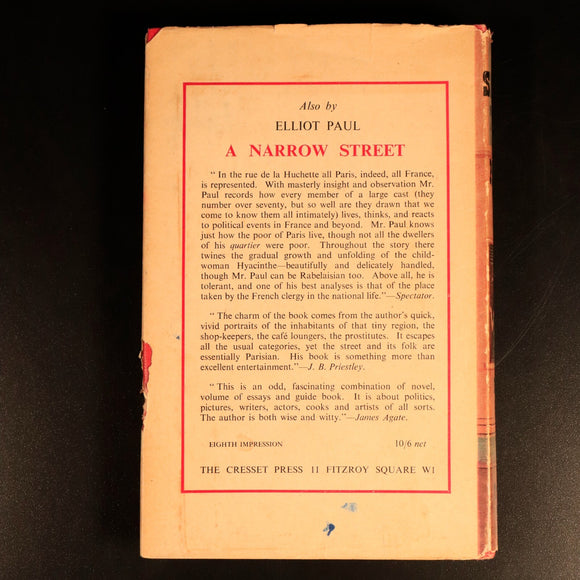 Also by
ELLIOT PAUL
A NARROW STREET
" In the rue de la Huchette all Paris, indeed, all France,
is represented. With masterly insight and observation Mr.
Paul records how every member of a large cast (they
number over seventy, but so well are they drawn that we
come to know them all intimately) lives, thinks, and reacts
to political events in France and beyond. Mr. Paul knows
just how the poor of Paris live, though not all the dwellers
of his quartier were poor. Throughout the story there
twines the gradual growth and unfolding of the child-
woman Hyacinthe—beautifully and delicately handled,
though Mr. Paul can be Rabelaisian too. Above all, he is
tolerant, and one of his best analyses is that of the place
taken by the French clergy in the national life."—Spectator.
" The charm of the book comes from the author's quick,
vivid portraits of the inhabitants of that tiny region, the
shop-keepers, the café loungers, the prostitutes. It escapes
all the usual categories, yet the street and its folk are
essentially Parisian. His book is something more than
excellent entertainment."—J. B. Priestley.
" This is an odd, fascinating combination of novel,
volume of essays and guide book. It is about politics,
pictures, writers, actors, cooks and artists of all sorts.
The author is both wise and witty."—James Agate.
EIGHTH IMPRESSION 10/6 net
THE CRESSET PRESS 11 FITZROY SQUARE W1